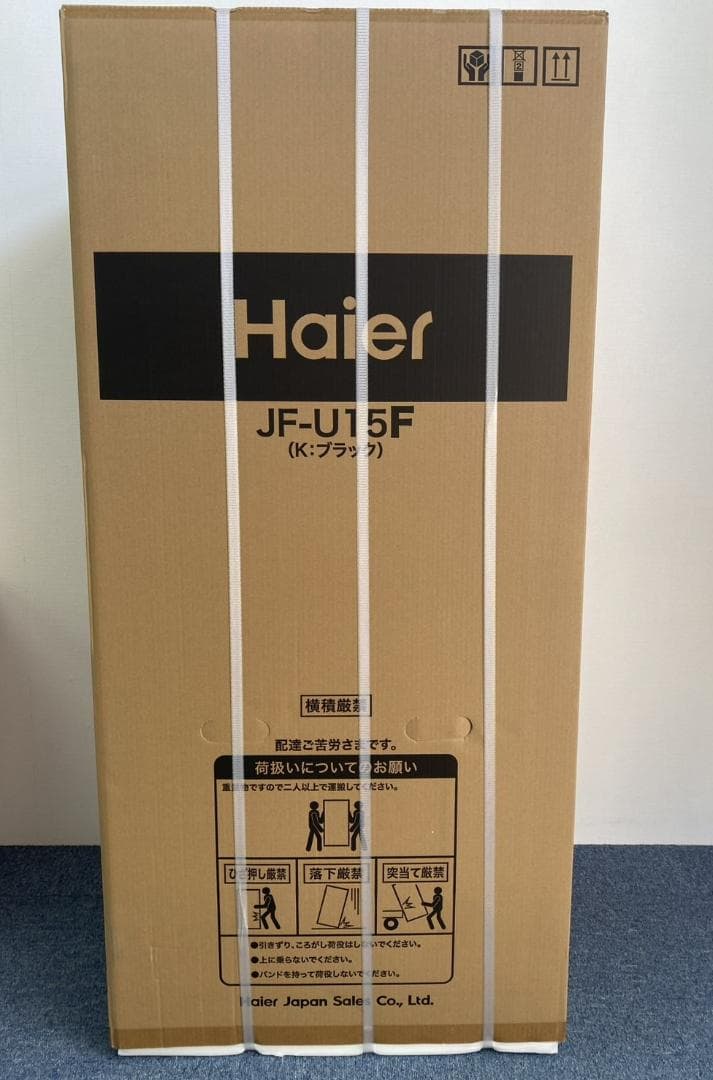 2
Haier
JF-U15F
(K:ブラック)
横積厳禁
配達ご苦労さまです。
荷扱いについてのお願い
重量物ですので二人以上で運搬してください。
ひざ押し厳禁 落下厳禁 突当て厳禁
●引きずり、ころがし荷役はしないでください。
●上に乗らないでください。
●バンドを持って荷役しないでください。
Haier Japan Sales Co., Ltd.